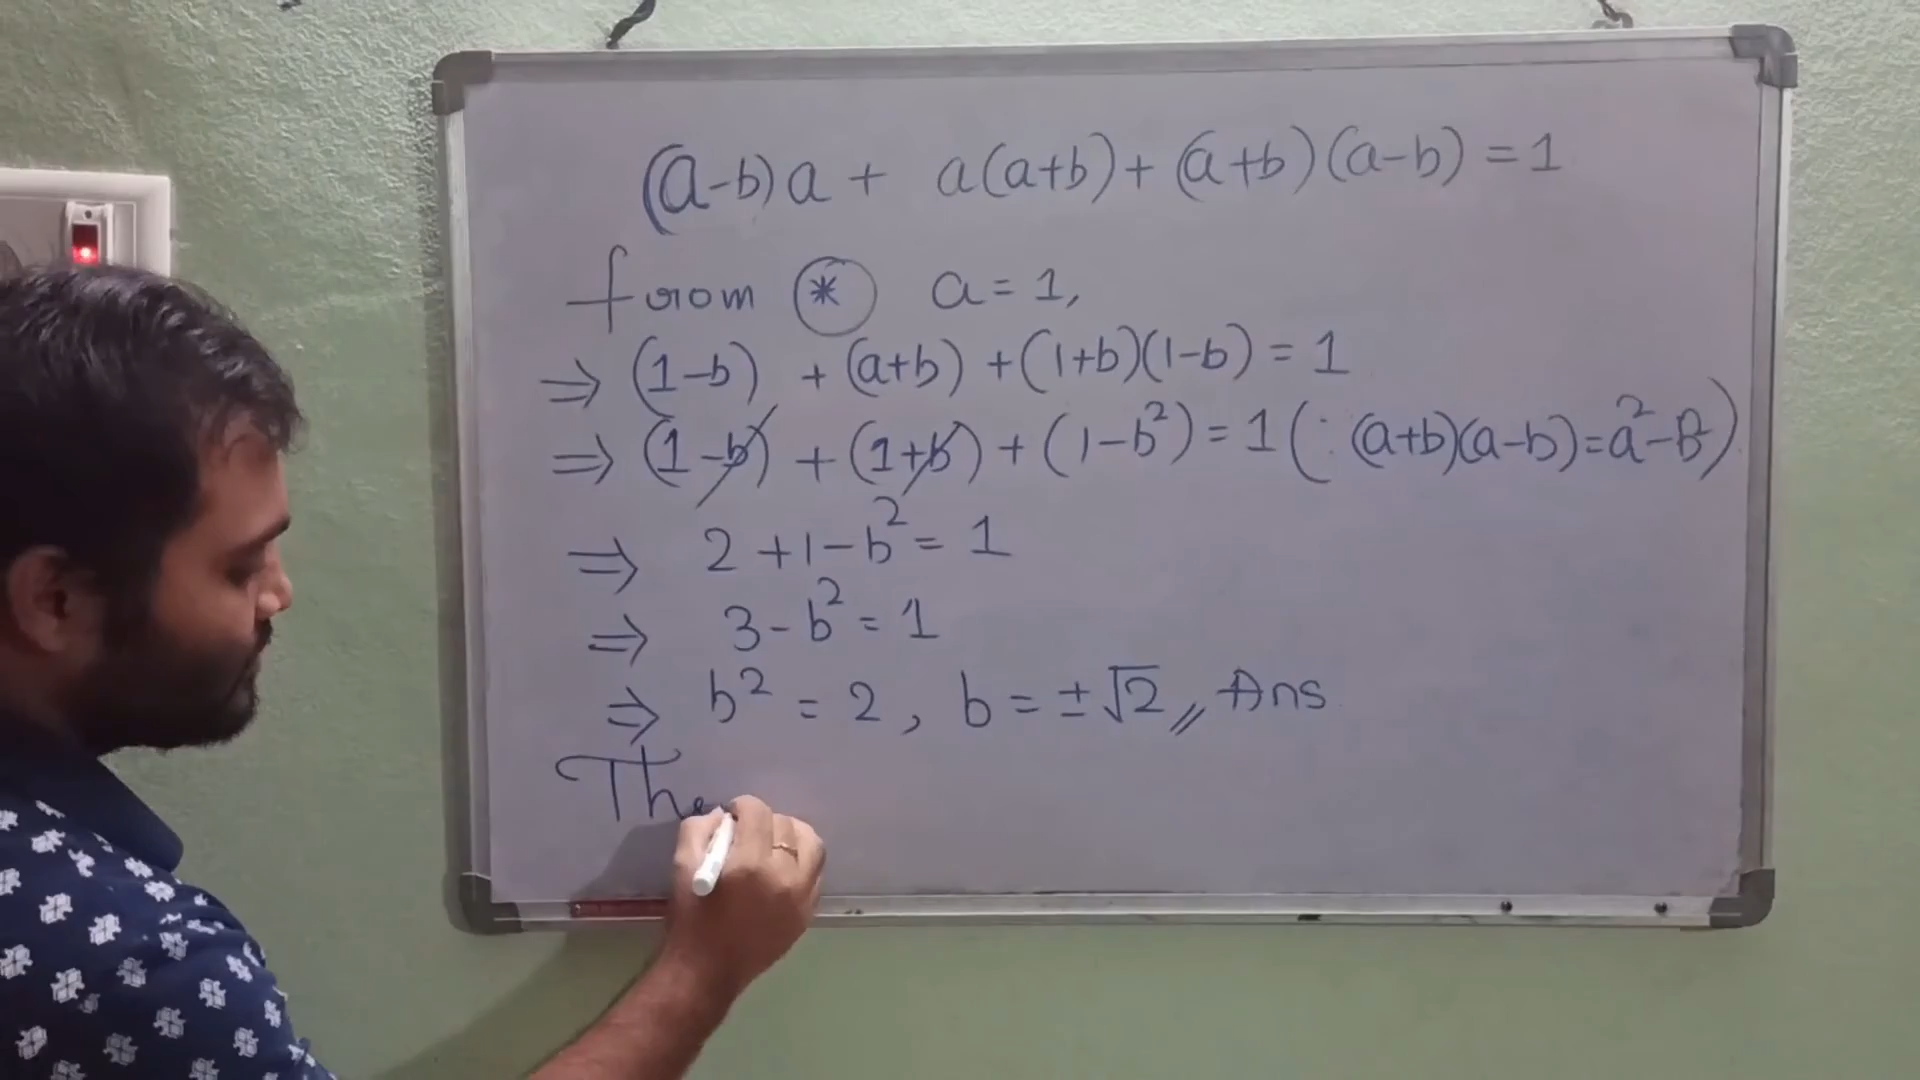 (a-b)a + a(a+b) + (a+b)(a-b) = 1
from (*) a = 1,
⇒ (1-b) + (a+b) + (1+b)(1-b) = 1
⇒ (1-b) + (1+b) + (1-b²) = 1 (∵ (a+b)(a-b) = a²-B)
⇒ 2+1-b² = 1
⇒ 3-b² = 1
⇒ b² = 2, b = ±√2 // Ans
The